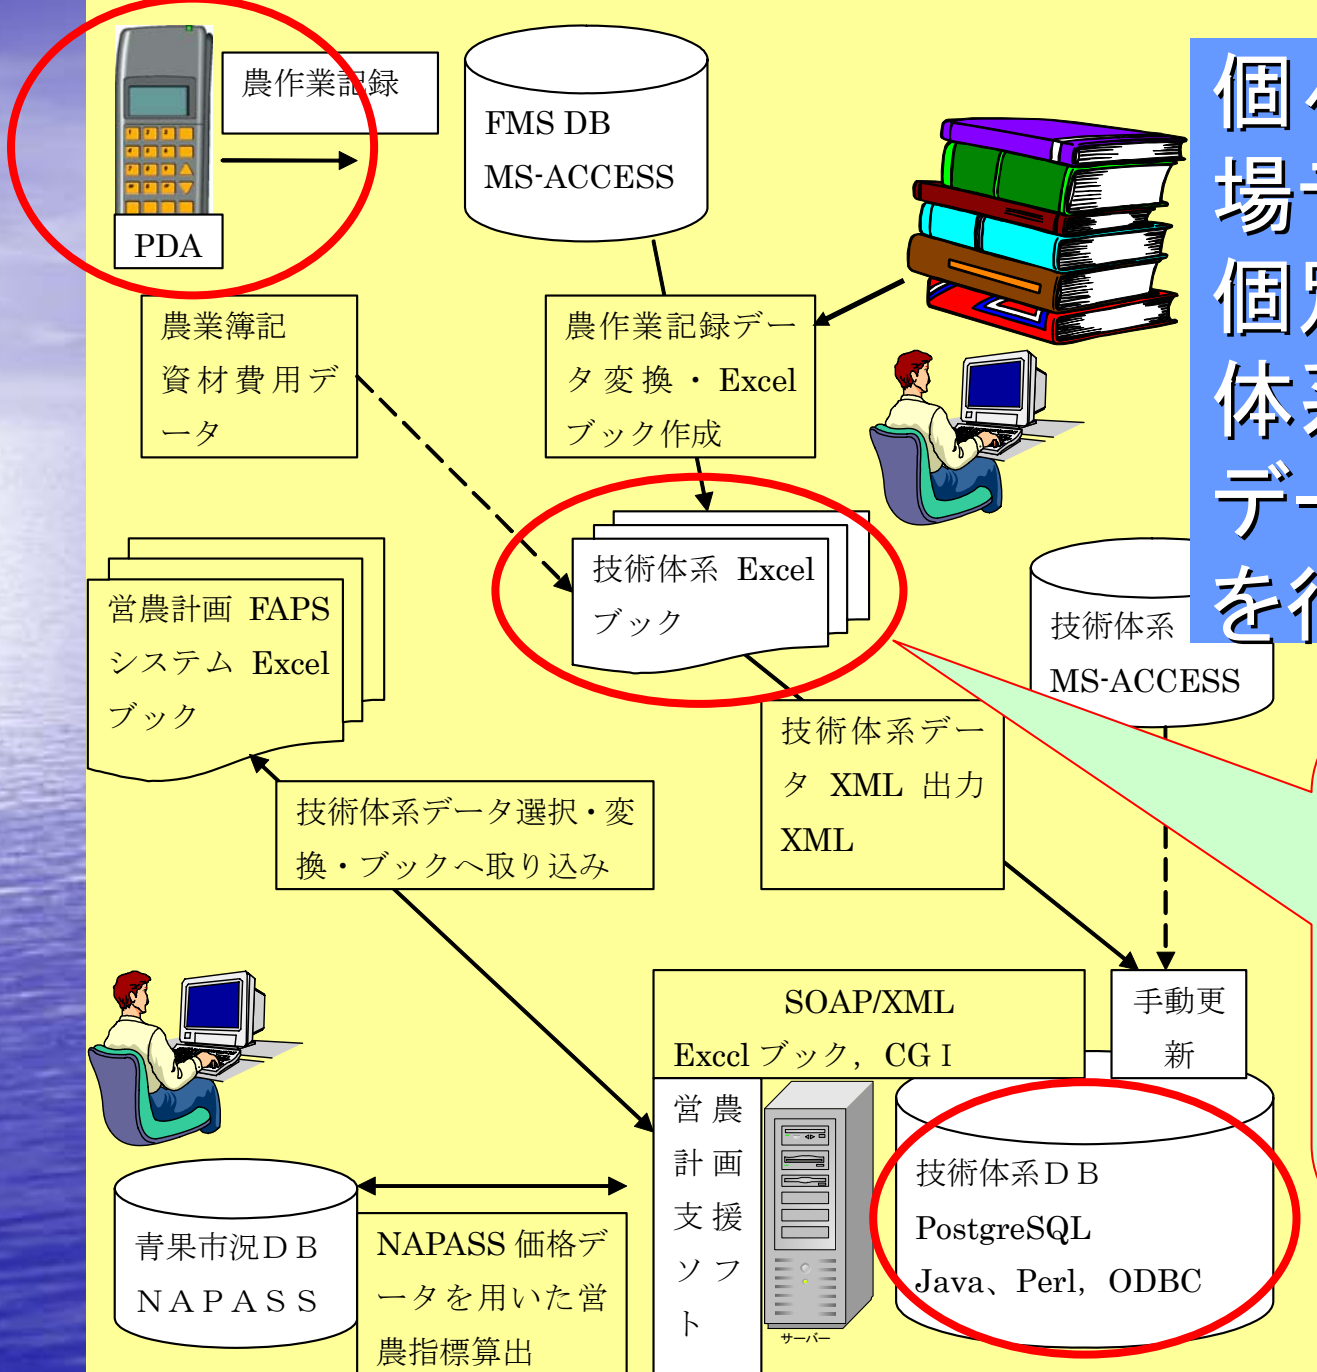 農作業記録
PDA
FMS DB
MS-ACCESS
農業簿記
資材費用デ
ータ
農作業記録デー
タ変換・Excel
ブック作成
技術体系 Excel
ブック
営農計画 FAPS
システム Excel
ブック
技術体系
MS-ACCESS
技術体系デー
タ XML 出力
XML
技術体系データ選択・変
換・ブックへ取り込み
SOAP/XML
Exccl ブック，CGＩ
手動更
新
営農
計画
支援
ソフ
ト
サーバー
技術体系ＤＢ
PostgreSQL
Java、Perl，ODBC
青果市況ＤＢ
ＮＡＰＡＳＳ
NAPASS 価格デ
ータを用いた営
農指標算出
個
場
個
体
デー
を